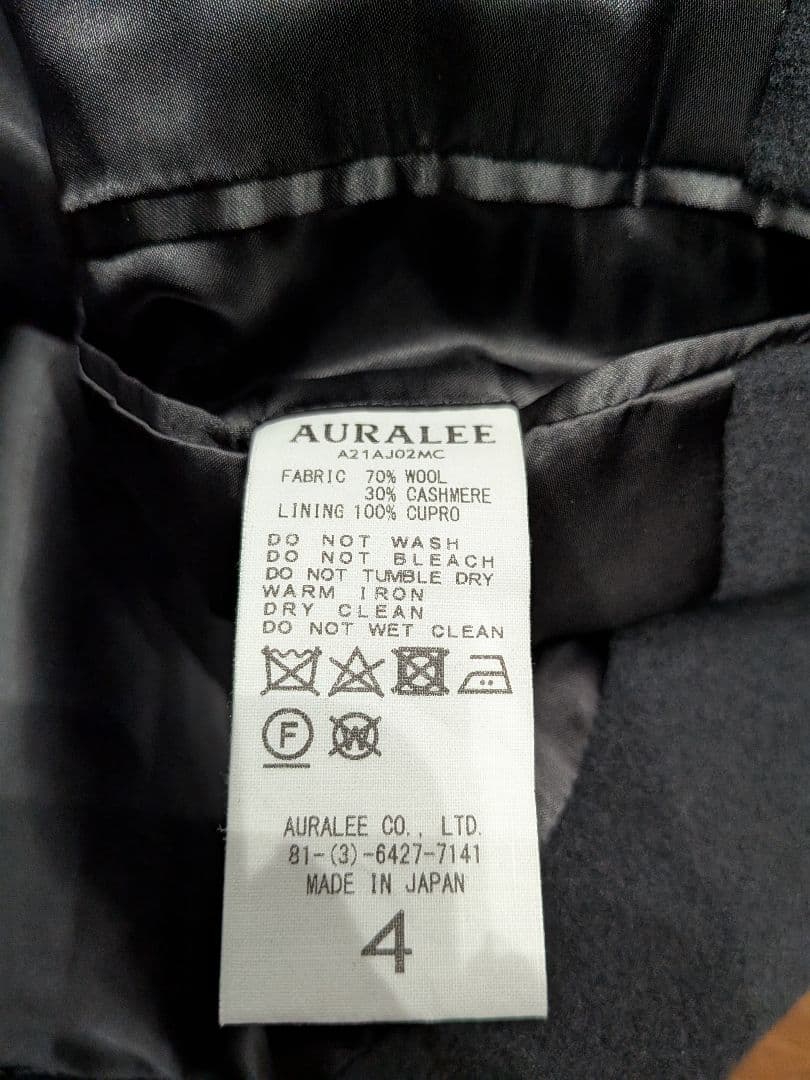 AURALEE
A21AJ02MC
FABRIC 70% WOOL
30% CASHMERE
LINING 100% CUPRO
DO NOT WASH
DO NOT BLEACH
DO NOT TUMBLE DRY
WARM IRON
DRY CLEAN
DO NOT WET CLEAN
F W
AURALEE CO., LTD.
81-(3)-6427-7141
MADE IN JAPAN
4